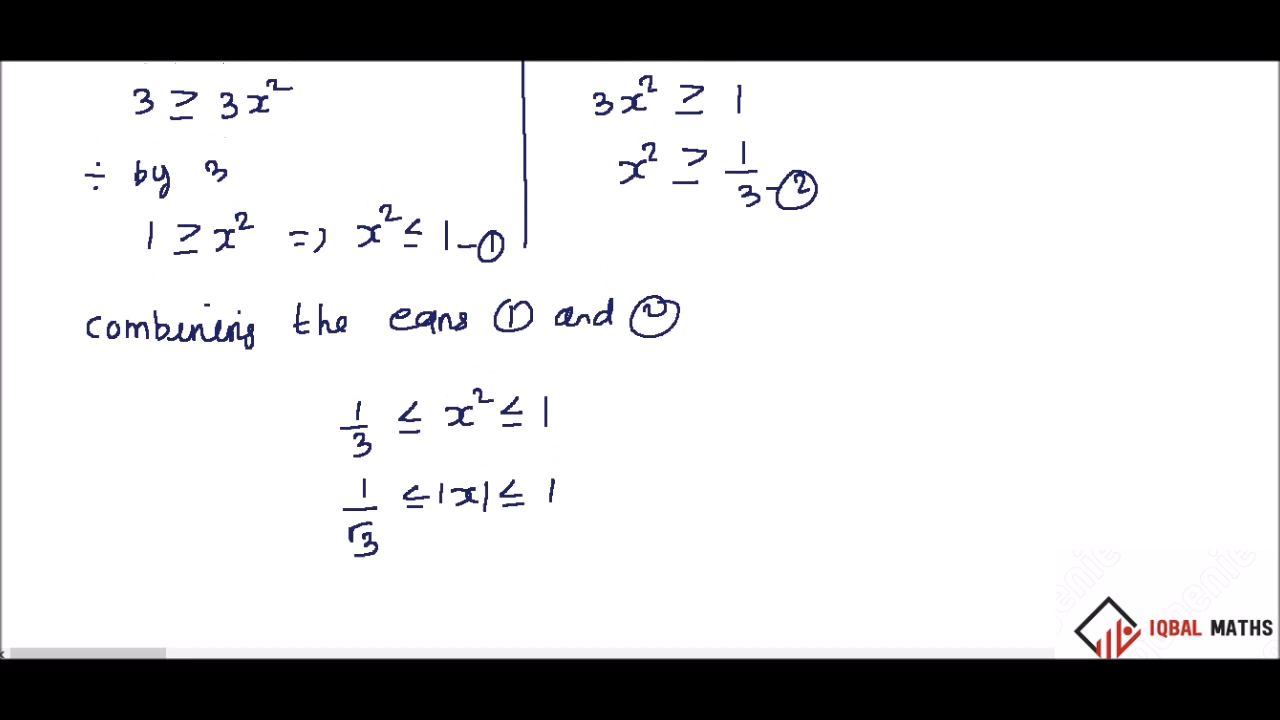 3 ≥ 3x²
÷ by 3
1 ≥ x² => x² ≤ 1 - ①
3x² ≥ 1
x² ≥ 1/3 - ②
combining the eqns ① and ②
1/3 ≤ x² ≤ 1
1/√3 ≤ |x| ≤ 1
IQBAL MATHS